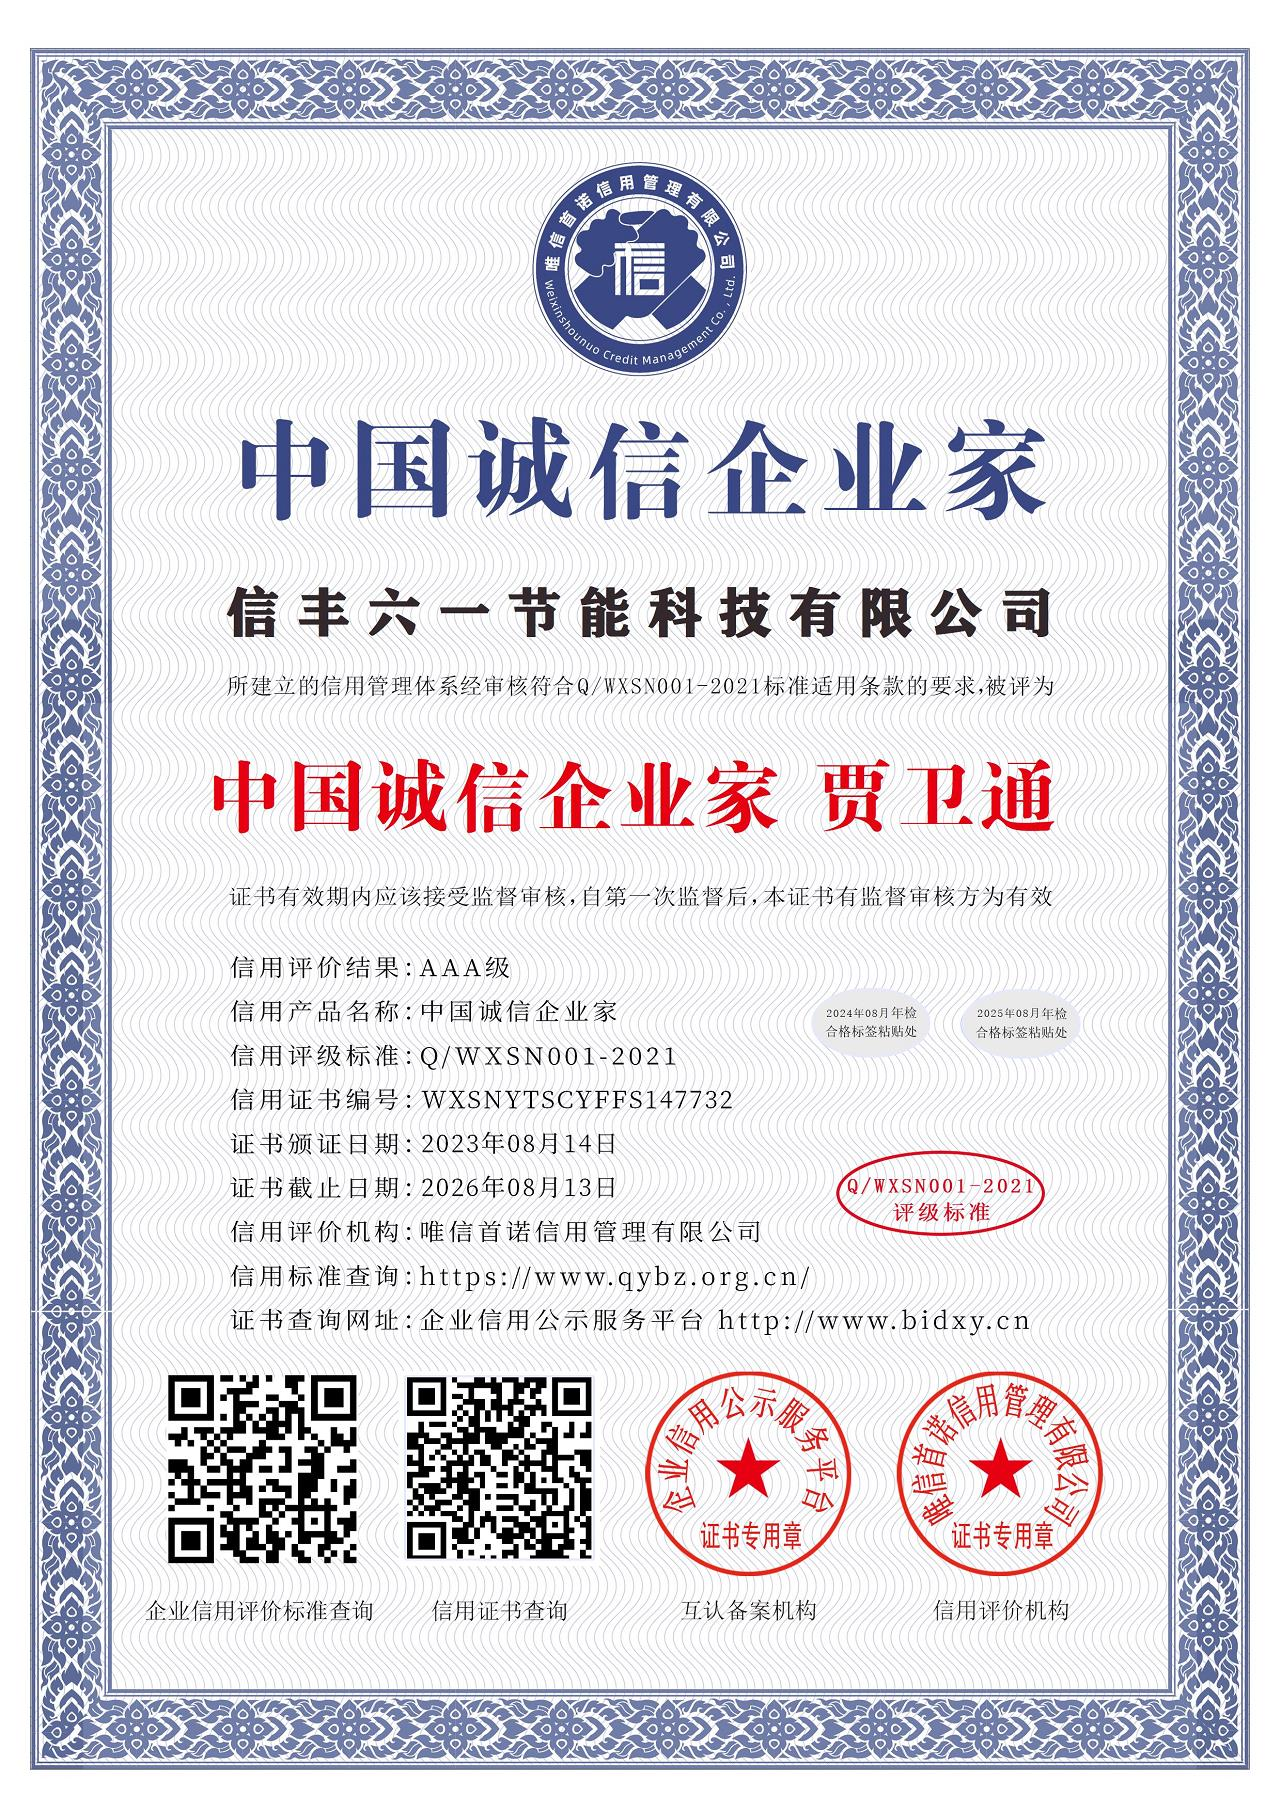 唯信首诺信用管理有限公司
信
Weixinshounuo Credit Management Co. , Ltd.
中国诚信企业家
信丰六一节能科技有限公司
所建立的信用管理体系经审核符合Q/WXSN001-2021标准适用条款的要求,被评为
中国诚信企业家 贾卫通
证书有效期内应该接受监督审核,自第一次监督后,本证书有监督审核方为有效
信用评价结果:AAA级
信用产品名称:中国诚信企业家
信用评级标准:Q/WXSN001-2021
信用证书编号:WXSNYTSCYFFS147732
证书颁证日期:2023年08月14日
证书截止日期:2026年08月13日
信用评价机构:唯信首诺信用管理有限公司
信用标准查询:https://www.qybz.org.cn/
证书查询网址:企业信用公示服务平台 http://www.bidxy.cn
2024年08月年检
合格标签粘贴处
2025年08月年检
合格标签粘贴处
Q/WXSN001-2021
评级标准
企业信用公示服务平台
证书专用章
唯信首诺信用管理有限公司
证书专用章
企业信用评价标准查询
信用证书查询
互认备案机构
信用评价机构